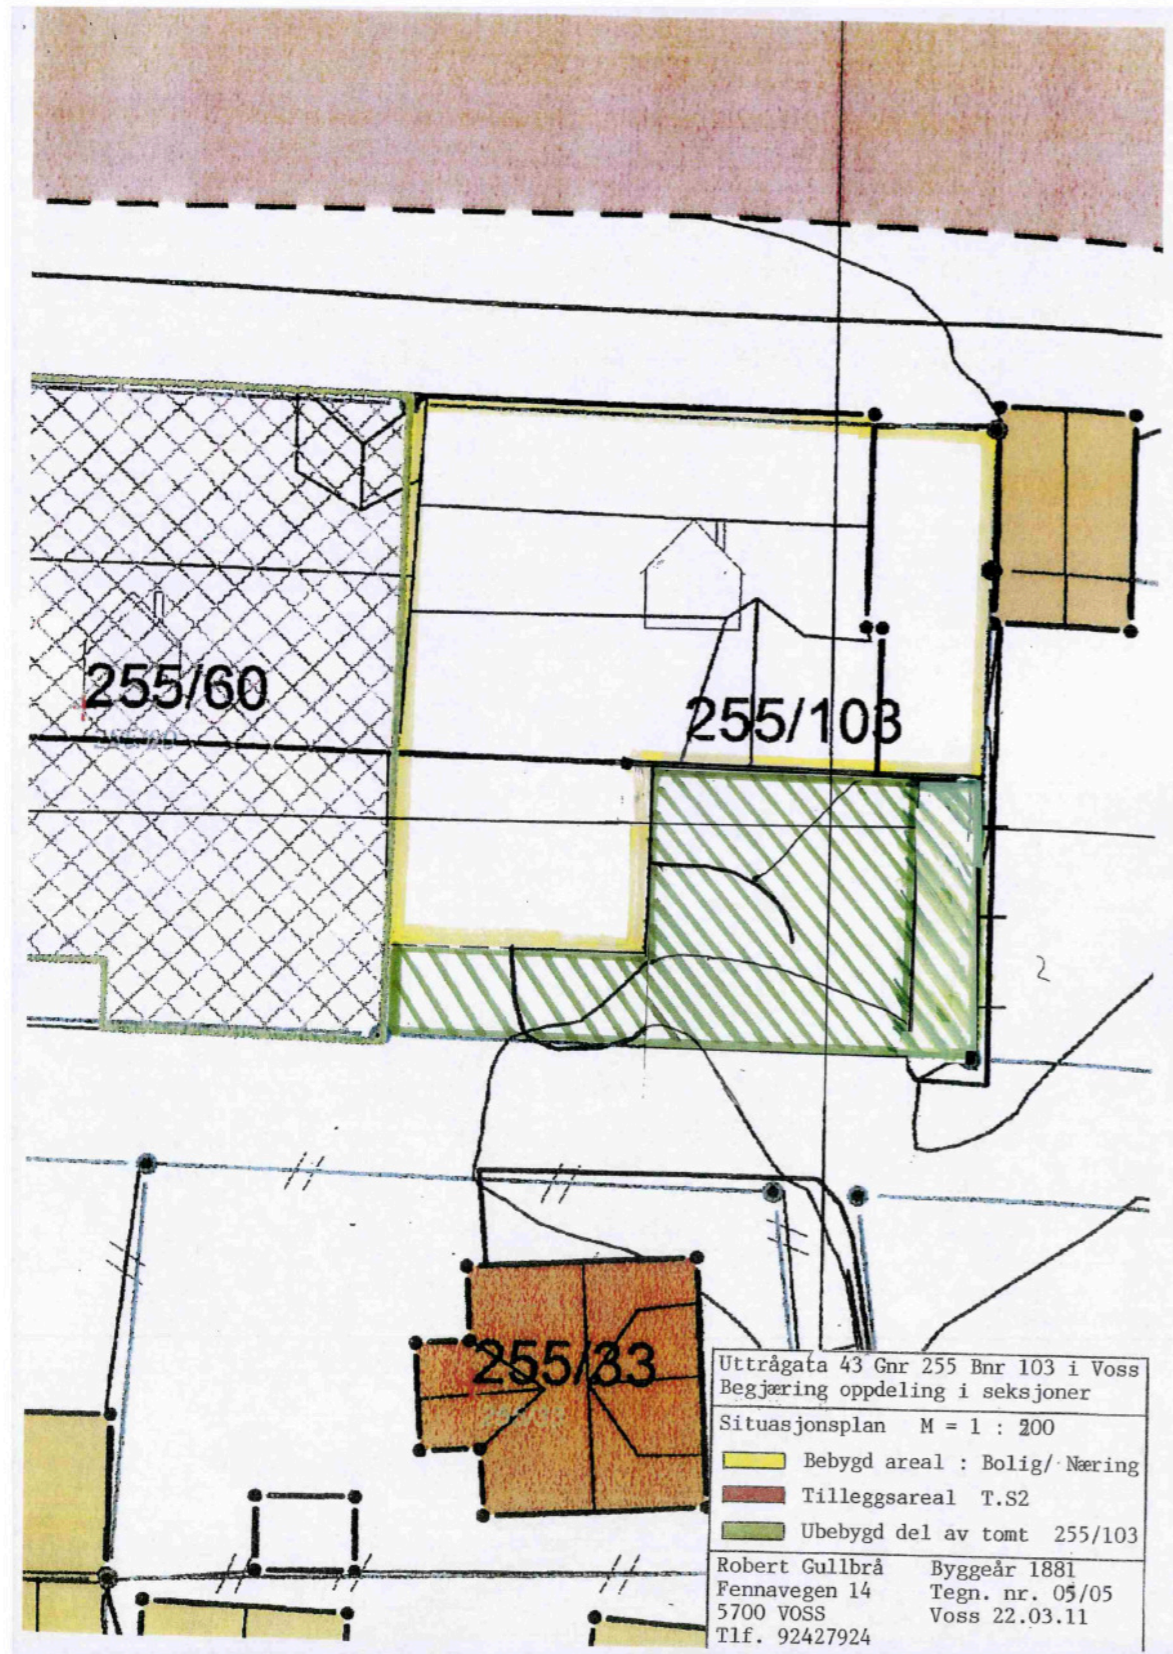 255/60
255/103
2
255/33
Uttrågata 43 Gnr 255 Bnr 103 i Voss
Begjæring oppdeling i seksjoner
Situasjonsplan M = 1 : 200
Bebygd areal : Bolig/ Næring
Tilleggsareal T.S2
Ubebygd del av tomt 255/103
Robert Gullbrå Byggeår 1881
Fennavegen 14 Tegn. nr. 05/05
5700 VOSS Voss 22.03.11
Tlf. 92427924